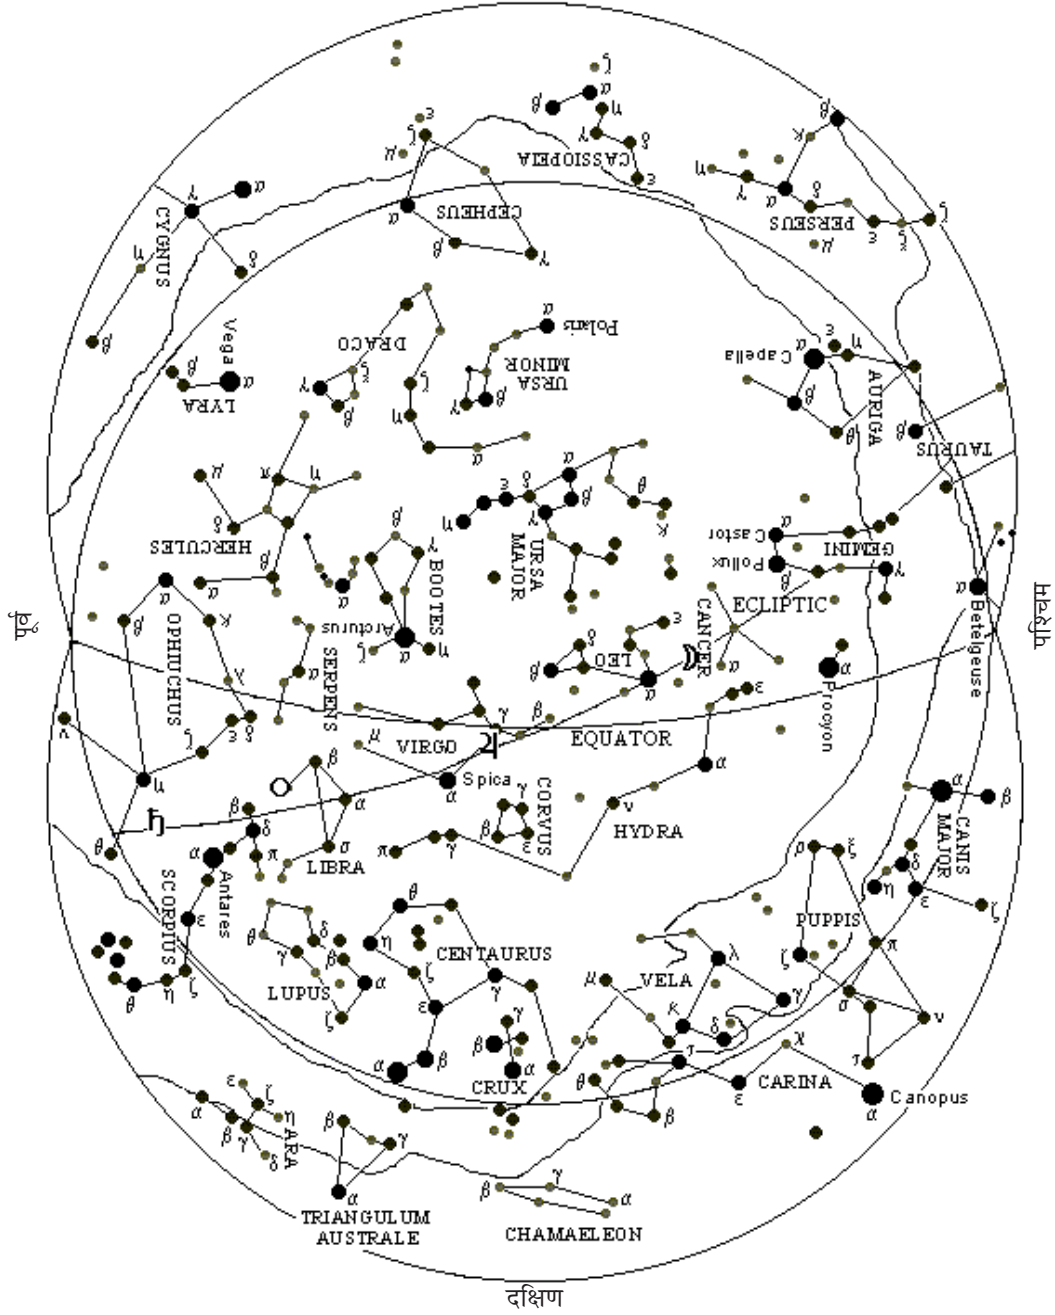 ζ
α
β
η
γ
δ
ε
CASSIOPEIA
β
κ
η
γ
α
δ
PERSEUS
ε
ξ
ζ
μ
ε
ζ
μ
α
CEPHEUS
β
γ
γ
α
CYGNUS
η
δ
β
α
Polaris
URSA
MINOR
γ
β
DRACO
ξ
γ
β
ζ
η
α
Vega
β
α
LYRA
ε
α
η
Capella
β
θ
AURIGA
β
TAURUS
μ
π
η
δ
HERCULES
β
α
α
β
γ
BOOTES
Arcturus
α
η
ζ
α
ε
δ
β
γ
η
URSA
MAJOR
θ
κ
α
Castor
Pollux
β
GEMINI
γ
ECLIPTIC
CANCER
α
α
Betelgeuse
पूर्व
पश्चिम
α
β
κ
OPHIUCHUS
λ
ε
δ
ζ
η
ν
θ
SERPENS
α
δ
β
LEO
ε
α
α
Procyon
μ
VIRGO
γ
β
♃
EQUATOR
Spica
α
ε
α
ν
HYDRA
γ
π
γ
β
ε
CORVUS
β
α
σ
LIBRA
♄
β
δ
α
π
Antares
SCORPIUS
ε
ζ
η
θ
α
β
CANIS
MAJOR
δ
η
ε
ζ
ρ
ξ
PUPPIS
ζ
π
σ
ν
τ
θ
η
CENTAURUS
ζ
γ
ε
β
α
δ
γ
β
α
ζ
LUPUS
γ
β
α
CRUX
λ
VELA
μ
κ
δ
γ
ι
χ
θ
β
ε
CARINA
Canopus
α
ε
ζ
α
η
β
γ
δ
ARA
β
γ
α
TRIANGULUM
AUSTRALE
β
γ
α
CHAMAELEON
दक्षिण